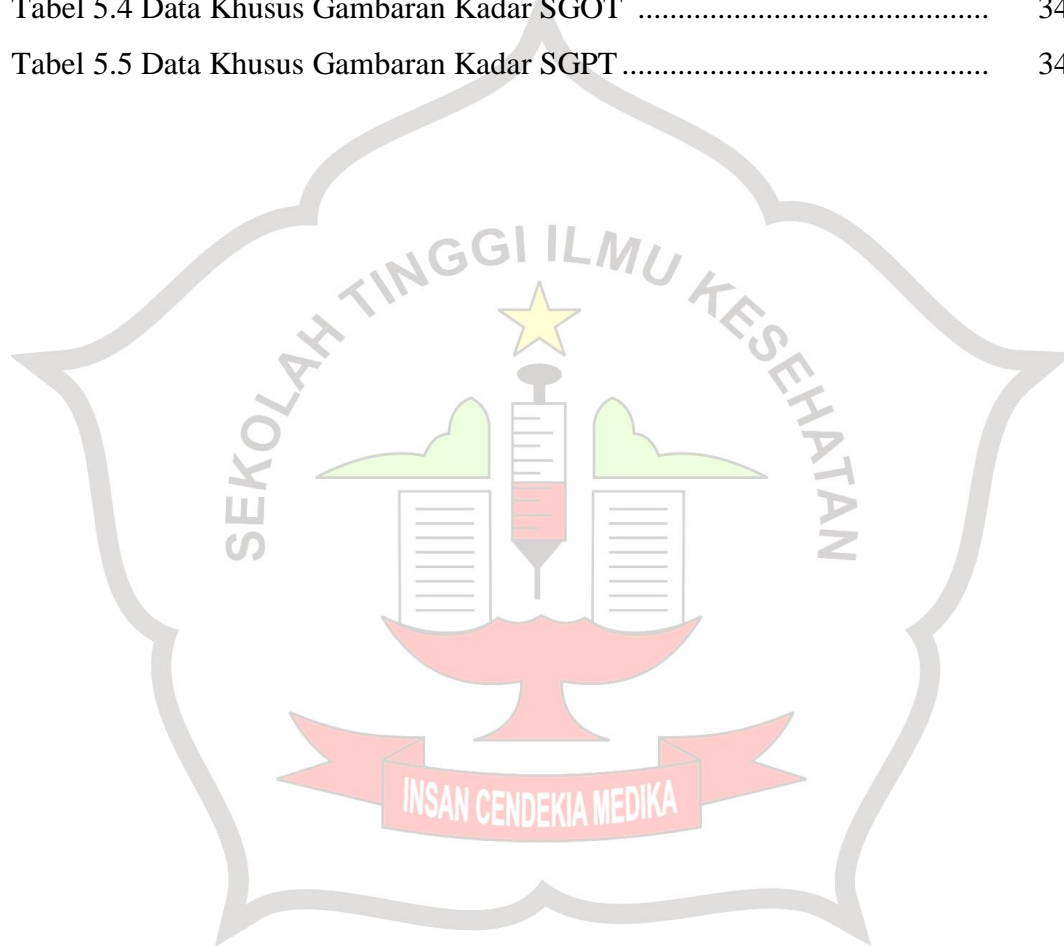 Tabel 5.4 Data Khusus Gambaran Kadar SGOT ............................................ 34
Tabel 5.5 Data Khusus Gambaran Kadar SGPT .............................................. 34
SEKOLAH TINGGI ILMU KESEHATAN
INSAN CENDEKIA MEDIKA